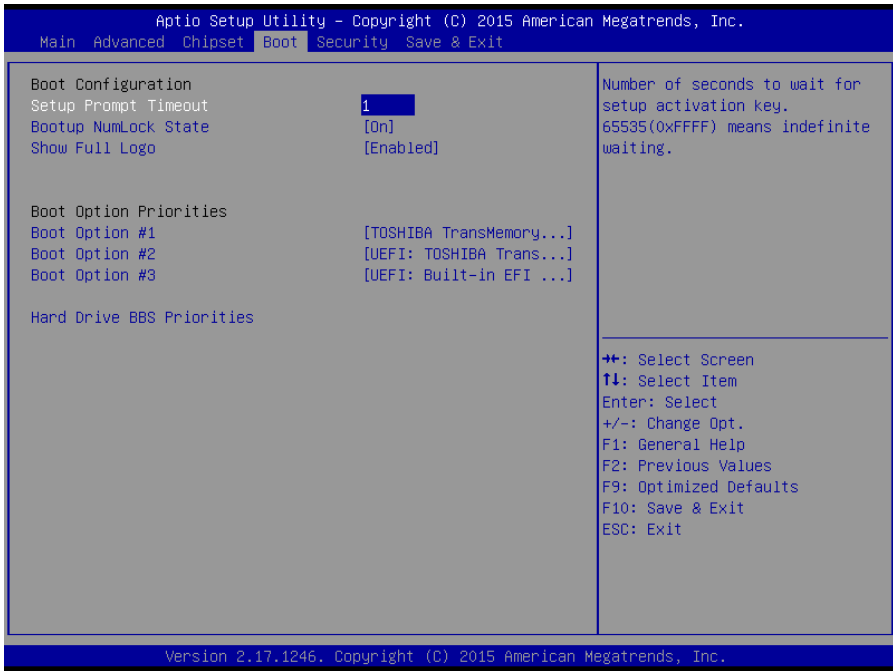 Aptio Setup Utility – Copyright (C) 2015 American Megatrends, Inc.
Main Advanced Chipset Boot Security Save & Exit
Boot Configuration
Setup Prompt Timeout 1
Bootup NumLock State [On]
Show Full Logo [Enabled]
Boot Option Priorities
Boot Option #1 [TOSHIBA TransMemory...]
Boot Option #2 [UEFI: TOSHIBA Trans...]
Boot Option #3 [UEFI: Built-in EFI ...]
Hard Drive BBS Priorities
Number of seconds to wait for
setup activation key.
65535(0xFFFF) means indefinite
waiting.
→←: Select Screen
↑↓: Select Item
Enter: Select
+/-: Change Opt.
F1: General Help
F2: Previous Values
F9: Optimized Defaults
F10: Save & Exit
ESC: Exit
Version 2.17.1246. Copyright (C) 2015 American Megatrends, Inc.